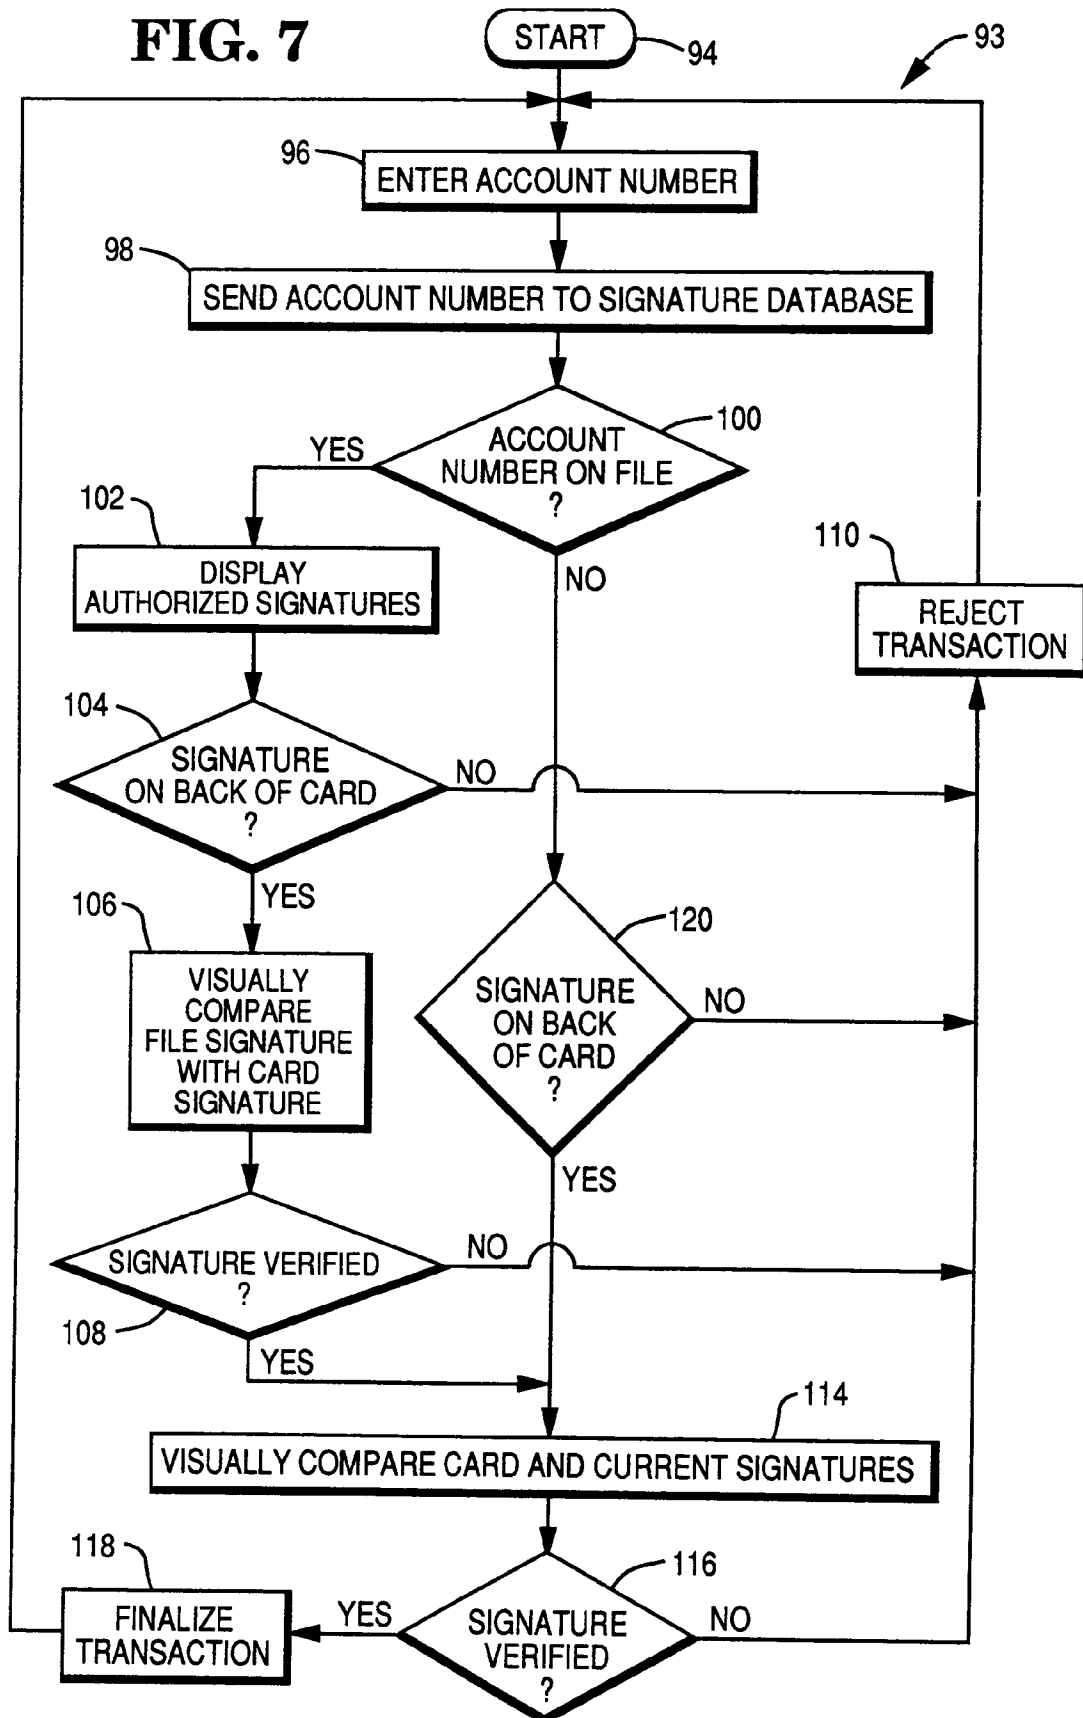 FIG. 7
START
94
93
96
ENTER ACCOUNT NUMBER
98
SEND ACCOUNT NUMBER TO SIGNATURE DATABASE
100
ACCOUNT
NUMBER ON FILE
?
YES
NO
102
DISPLAY
AUTHORIZED SIGNATURES
110
REJECT
TRANSACTION
104
SIGNATURE
ON BACK OF CARD
?
NO
YES
106
VISUALLY
COMPARE
FILE SIGNATURE
WITH CARD
SIGNATURE
120
SIGNATURE
ON BACK
OF CARD
?
NO
YES
SIGNATURE VERIFIED
?
NO
108
YES
114
VISUALLY COMPARE CARD AND CURRENT SIGNATURES
116
SIGNATURE
VERIFIED
?
YES
NO
118
FINALIZE
TRANSACTION